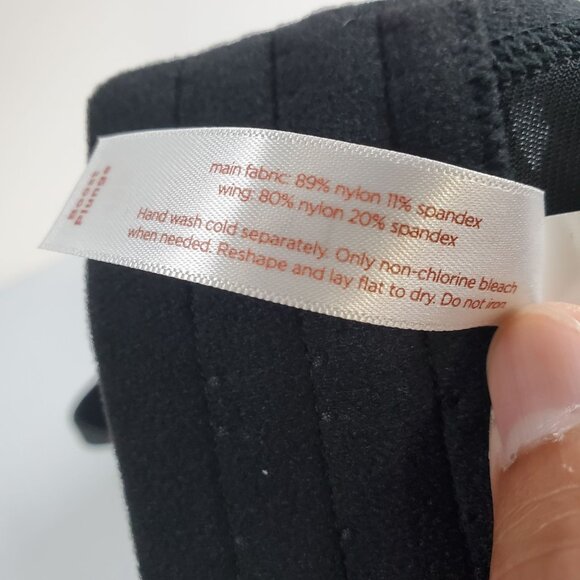 main fabric: 89% nylon 11% spandex
wing: 80% nylon 20% spandex
Hand wash cold separately. Only non-chlorine bleach
when needed. Reshape and lay flat to dry. Do not iron
plunge